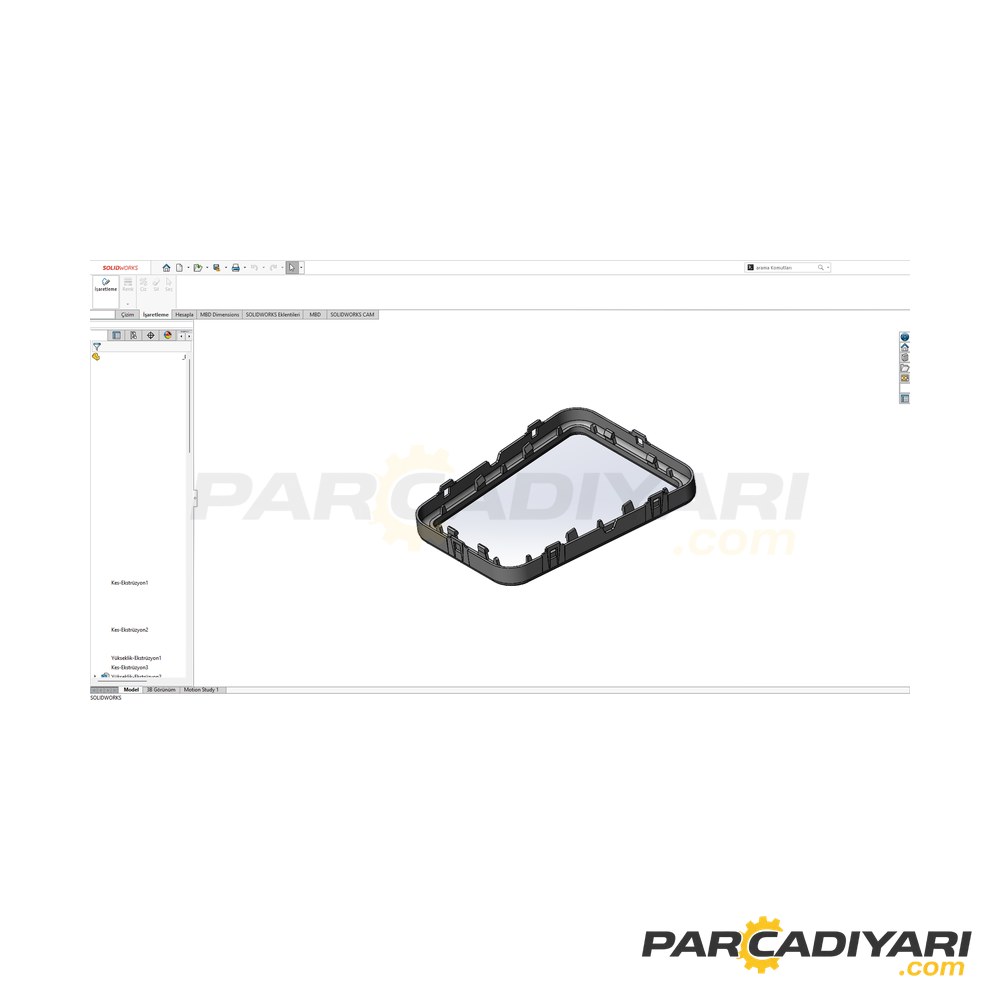 SOLIDWORKS
arama Komutları
İşaretleme
Çizim İşaretleme Hesapla MBD Dimensions SOLIDWORKS Eklentileri MBD SOLIDWORKS CAM
PARCADIYARI
.com
Kes-Ekstrüzyon1
Kes-Ekstrüzyon2
Yükseklik-Ekstrüzyon1
Kes-Ekstrüzyon3
Model 3B Görünüm Motion Study 1
SOLIDWORKS
PARCADIYARI
.com